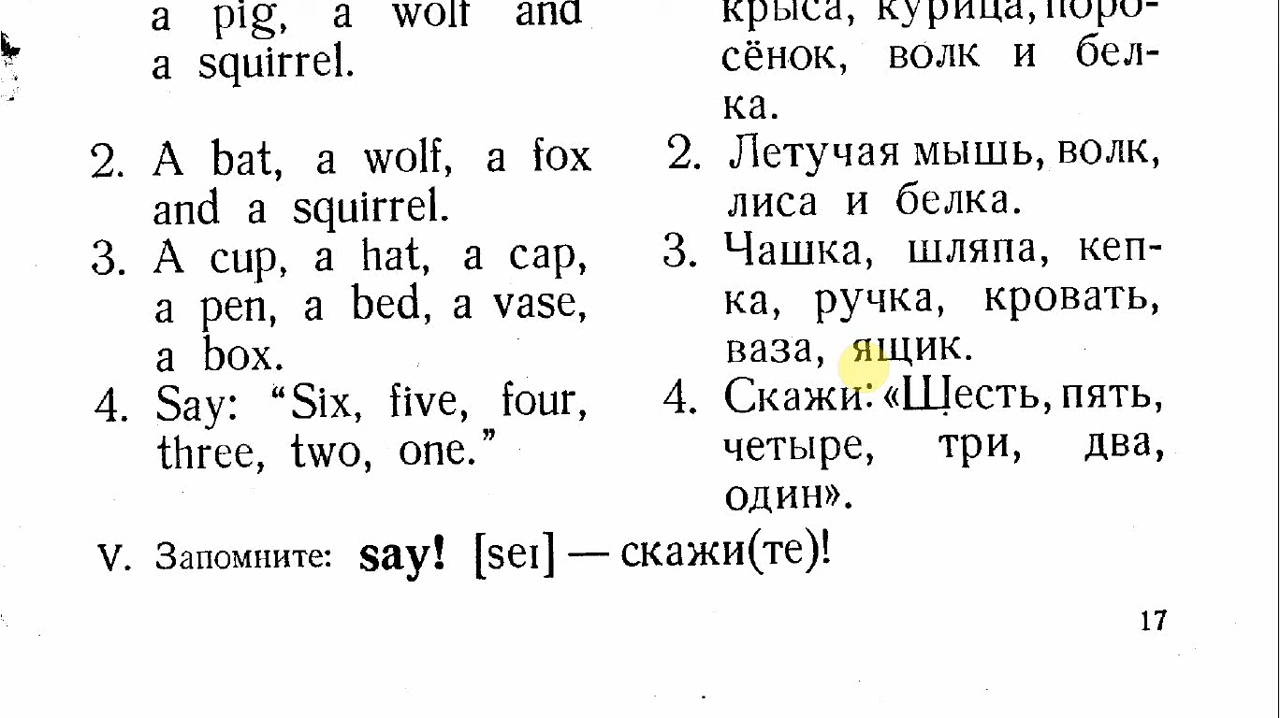 a pig, a wolf and
a squirrel.
2. A bat, a wolf, a fox
and a squirrel.
3. A cup, a hat, a cap,
a pen, a bed, a vase,
a box.
4. Say: “Six, five, four,
three, two, one.”
крыса, курица, поро-
сёнок, волк и бел-
ка.
2. Летучая мышь, волк,
лиса и белка.
3. Чашка, шляпа, кеп-
ка, ручка, кровать,
ваза, ящик.
4. Скажи: «Шесть, пять,
четыре, три, два,
один».
V. Запомните: say! [seɪ] — скажи(те)!
17